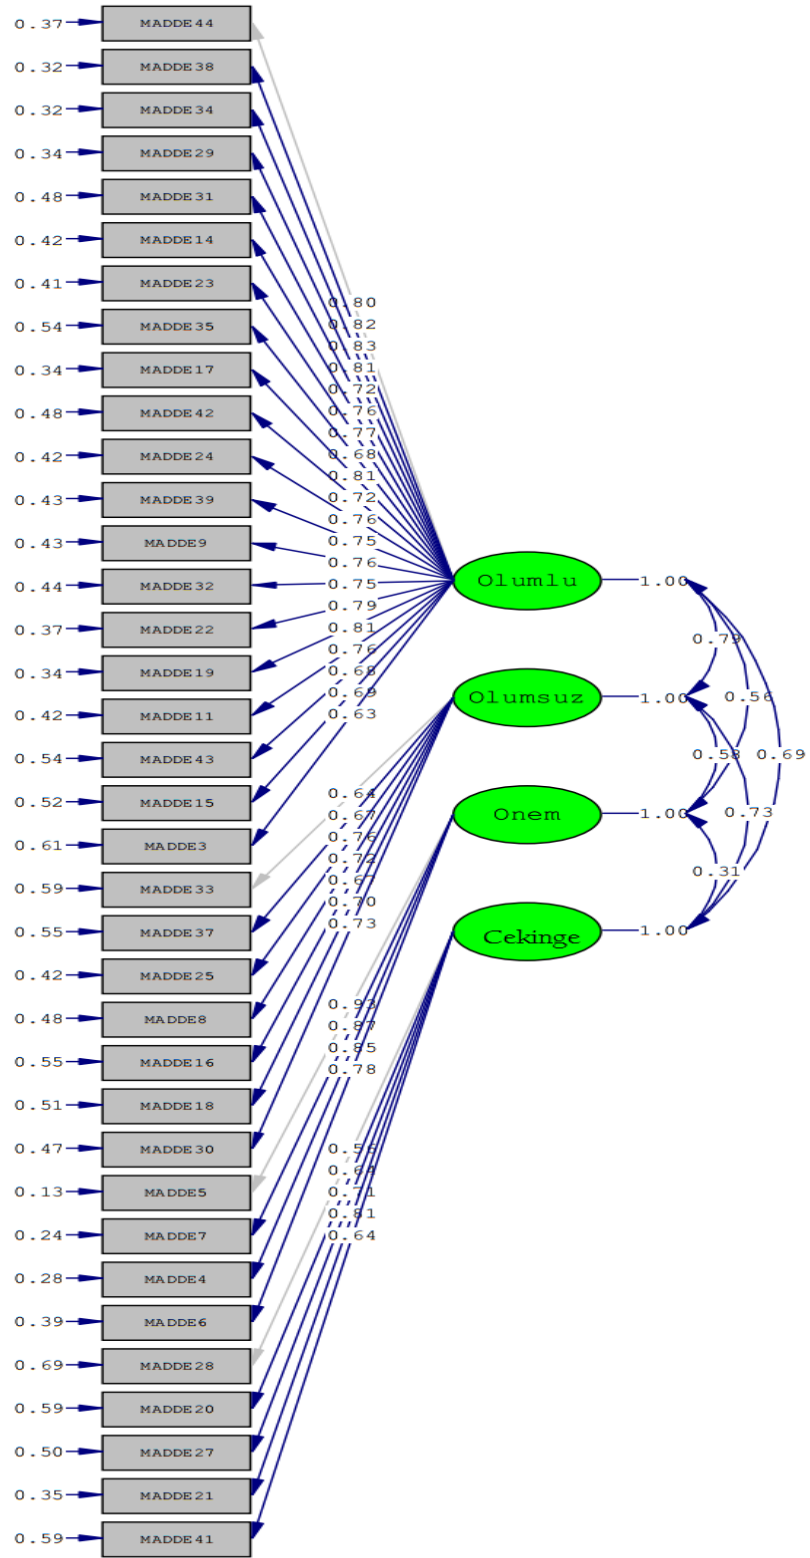 0.37 MADDE44
0.32 MADDE38
0.32 MADDE34
0.34 MADDE29
0.48 MADDE31
0.42 MADDE14
0.41 MADDE23
0.80
0.54 MADDE35 0.82
0.83
0.34 MADDE17 0.81
0.72
0.48 MADDE42 0.76
0.77
0.42 MADDE24 0.68
0.81
0.43 MADDE39 0.72
0.76
0.43 MADDE9 0.75
0.76
0.44 MADDE32 0.75 Olumlu 1.00
0.79
0.37 MADDE22 0.81
0.79
0.76
0.34 MADDE19 0.68
0.69 Olumsuz 1.00 0.56
0.42 MADDE11 0.63
0.54 MADDE43 0.58 0.69
0.52 MADDE15 0.64
0.67 Onem 1.00 0.73
0.61 MADDE3 0.76
0.72
0.59 MADDE33 0.67 0.31
0.70
0.55 MADDE37 0.73 Cekinge 1.00
0.42 MADDE25
0.93
0.48 MADDE8 0.87
0.85
0.55 MADDE16 0.78
0.51 MADDE18
0.47 MADDE30 0.56
0.64
0.13 MADDE5 0.71
0.81
0.24 MADDE7 0.64
0.28 MADDE4
0.39 MADDE6
0.69 MADDE28
0.59 MADDE20
0.50 MADDE27
0.35 MADDE21
0.59 MADDE41